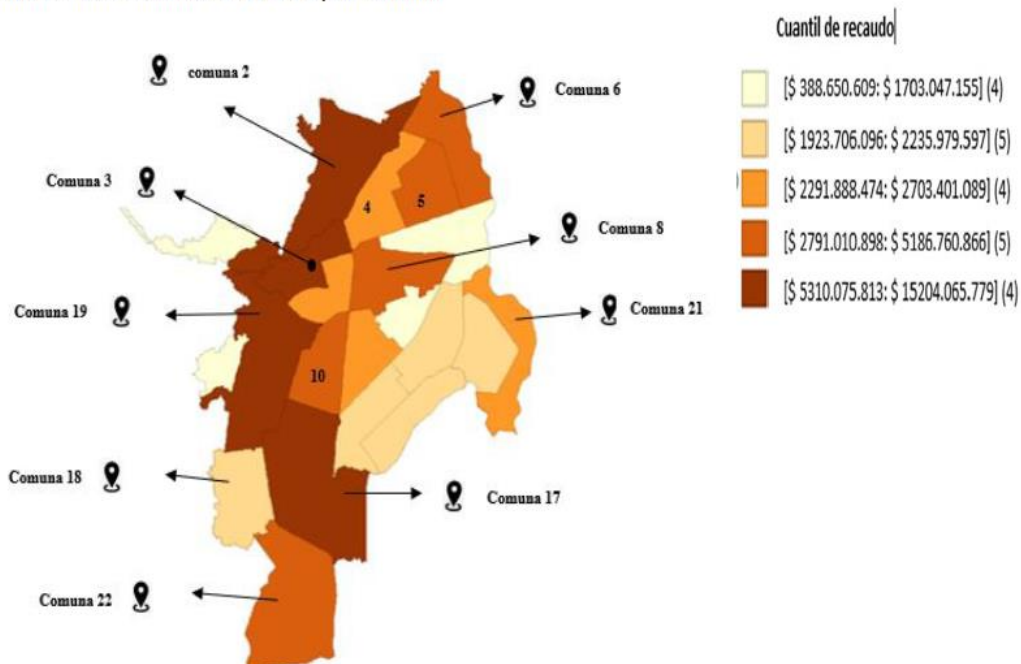 Cuantil de recaudo
[$ 388.650.609: $ 1703.047.155] (4)
[$ 1923.706.096: $ 2235.979.597] (5)
[$ 2291.888.474: $ 2703.401.089] (4)
[$ 2791.010.898: $ 5186.760.866] (5)
[$ 5310.075.813: $ 15204.065.779] (4)
comuna 2
Comuna 6
Comuna 3
4
5
Comuna 8
Comuna 19
Comuna 21
10
Comuna 18
Comuna 17
Comuna 22